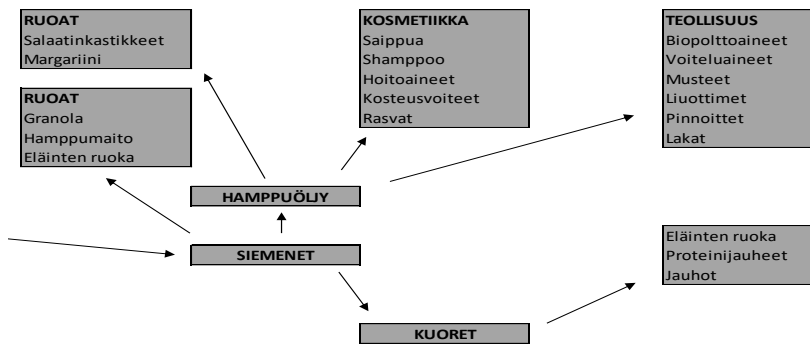 RUOAT
Salaatinkastikkeet
Margariini
RUOAT
Granola
Hamppumaito
Eläinten ruoka
KOSMETIIKKA
Saippua
Shamppoo
Hoitoaineet
Kosteusvoiteet
Rasvat
TEOLLISUUS
Biopolttoaineet
Voiteluaineet
Musteet
Liuottimet
Pinnoittet
Lakat
HAMPPUÖLJY
SIEMENET
Eläinten ruoka
Proteinijauheet
Jauhot
KUORET